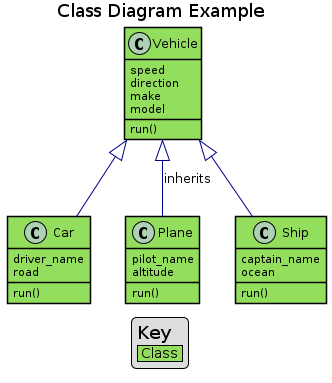 Class Diagram Example
C Vehicle
speed
direction
make
model
run()
inherits
C Car
driver_name
road
run()
C Plane
pilot_name
altitude
run()
C Ship
captain_name
ocean
run()
Key
Class